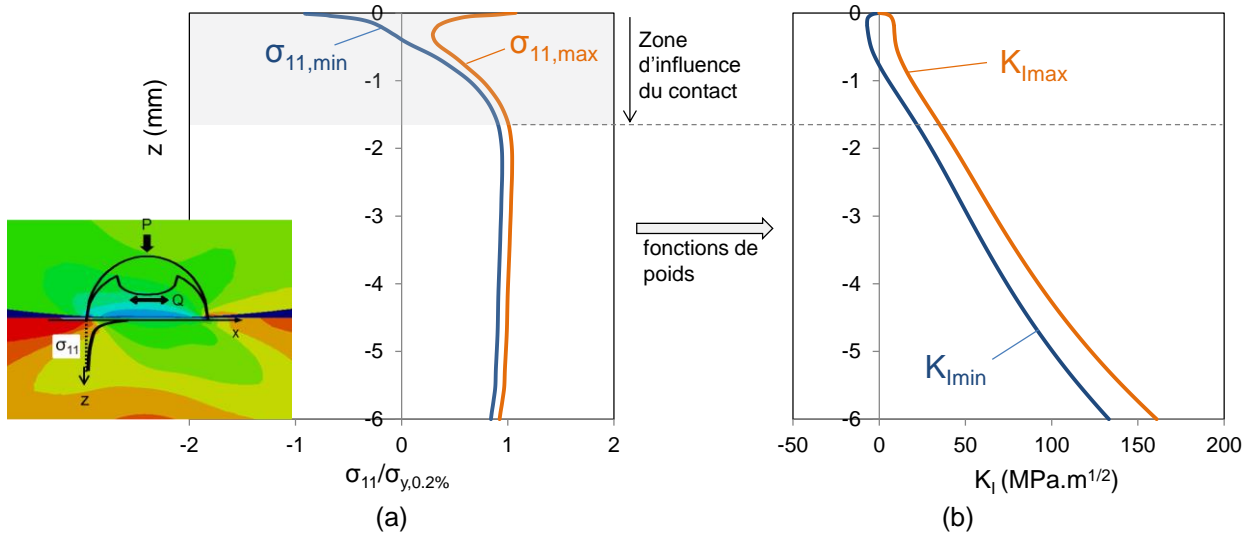 0
-1
-2
-3
-4
-5
-6
z (mm)
σ11,min
σ11,max
Zone
d'influence
du contact
P
Q
x
σ11
z
-2
-1
0
1
2
σ11/σy,0.2%
(a)
fonctions de
poids
0
-1
-2
-3
-4
-5
-6
KImax
KImin
-50
0
50
100
150
200
KI (MPa.m1/2)
(b)